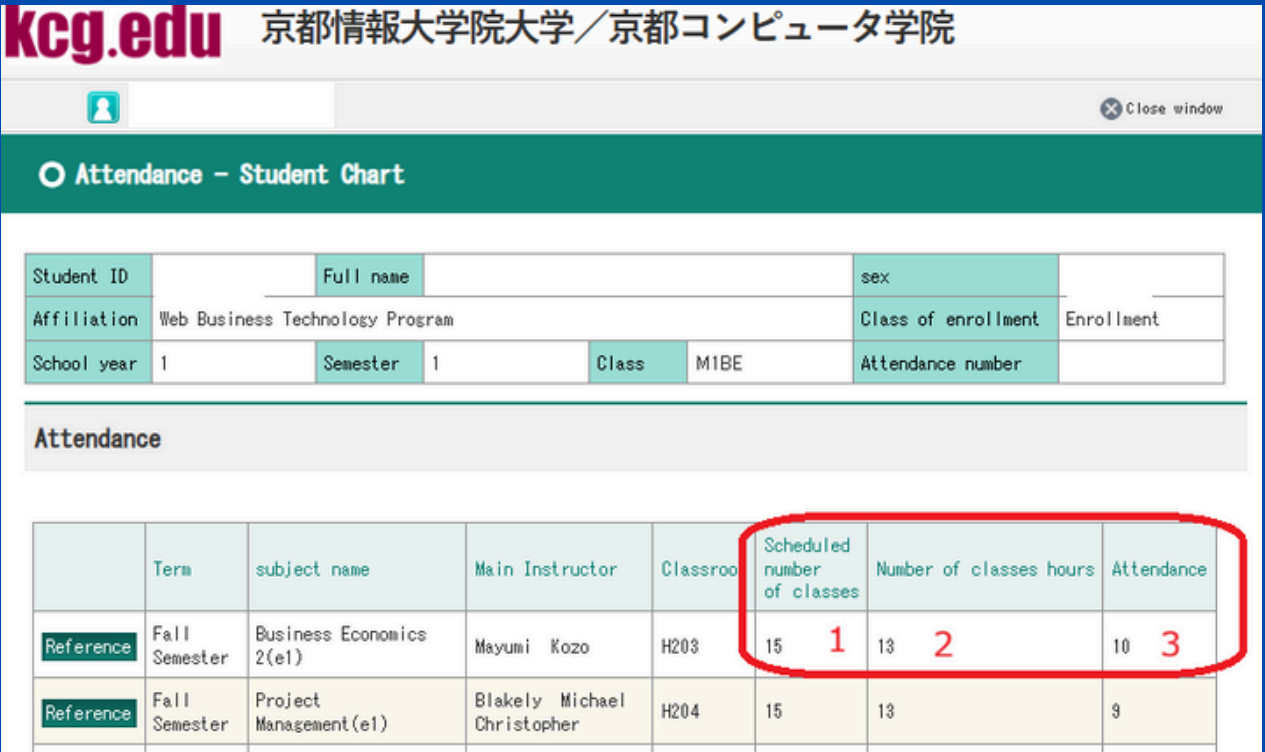 kcg.edu 京都情報大学院大学／京都コンピュータ学院
Close window
Attendance - Student Chart
Student ID Full name sex
Affiliation Web Business Technology Program Class of enrollment Enrollment
School year 1 Semester 1 Class M1BE Attendance number
Attendance
Term subject name Main Instructor Classroo Scheduled number of classes Number of classes hours Attendance
Reference Fall Semester Business Economics 2(e1) Mayumi Kozo H203 15 1 13 2 10 3
Reference Fall Semester Project Management(e1) Blakely Michael Christopher H204 15 13 9